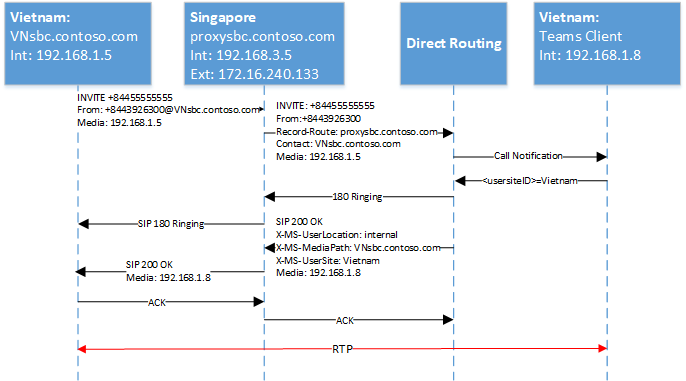 Vietnam:
VNsbc.contoso.com
Int: 192.168.1.5
Singapore
proxysbc.contoso.com
Int: 192.168.3.5
Ext: 172.16.240.133
Direct Routing
Vietnam:
Teams Client
Int: 192.168.1.8
INVITE +84455555555
From: +8443926300@VNsbc.contoso.com
Media: 192.168.1.5
INVITE: +84455555555
From:+8443926300
Record-Route: proxysbc.contoso.com
Contact: VNsbc.contoso.com
Media: 192.168.1.5
Call Notification
<usersiteID>=Vietnam
180 Ringing
SIP 180 Ringing
SIP 200 OK
X-MS-UserLocation: internal
X-MS-MediaPath: VNsbc.contoso.com
X-MS-UserSite: Vietnam
Media: 192.168.1.8
SIP 200 OK
Media: 192.168.1.8
ACK
ACK
RTP